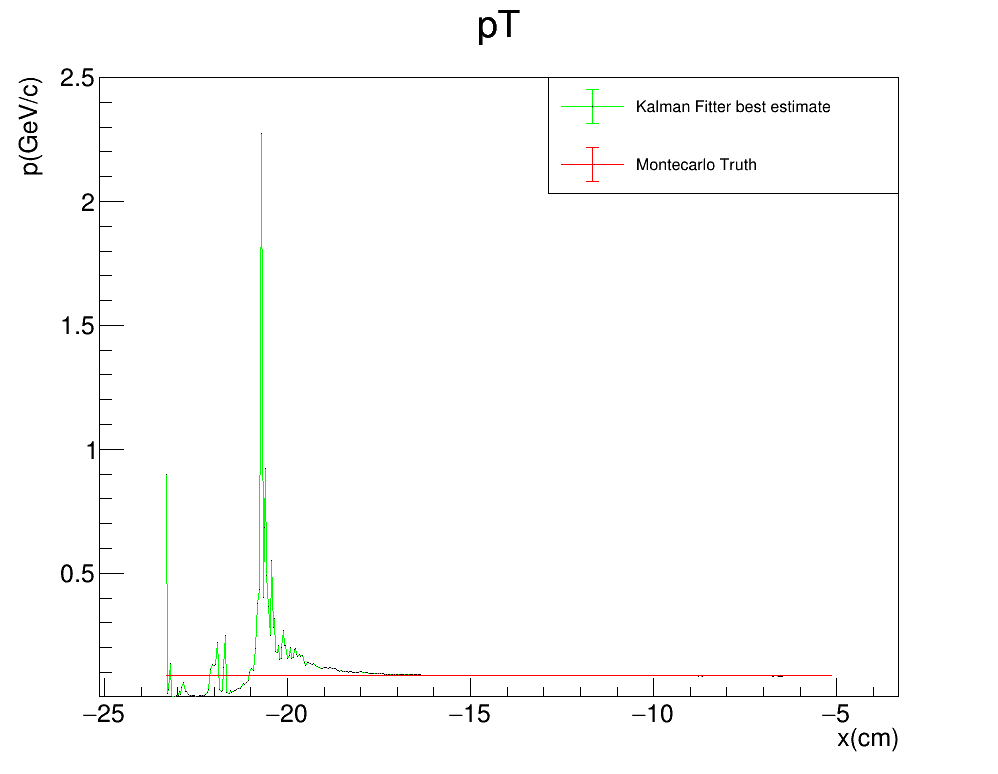 pT
p(GeV/c)
2.5
2
1.5
1
0.5
Kalman Fitter best estimate
Montecarlo Truth
−25
−20
−15
−10
−5
x(cm)